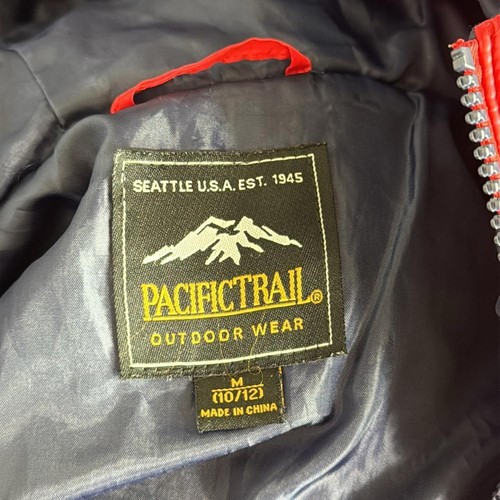 SEATTLE U.S.A. EST. 1945
PACIFICTRAIL®
OUTDOOR WEAR
M
(10/12)
MADE IN CHINA